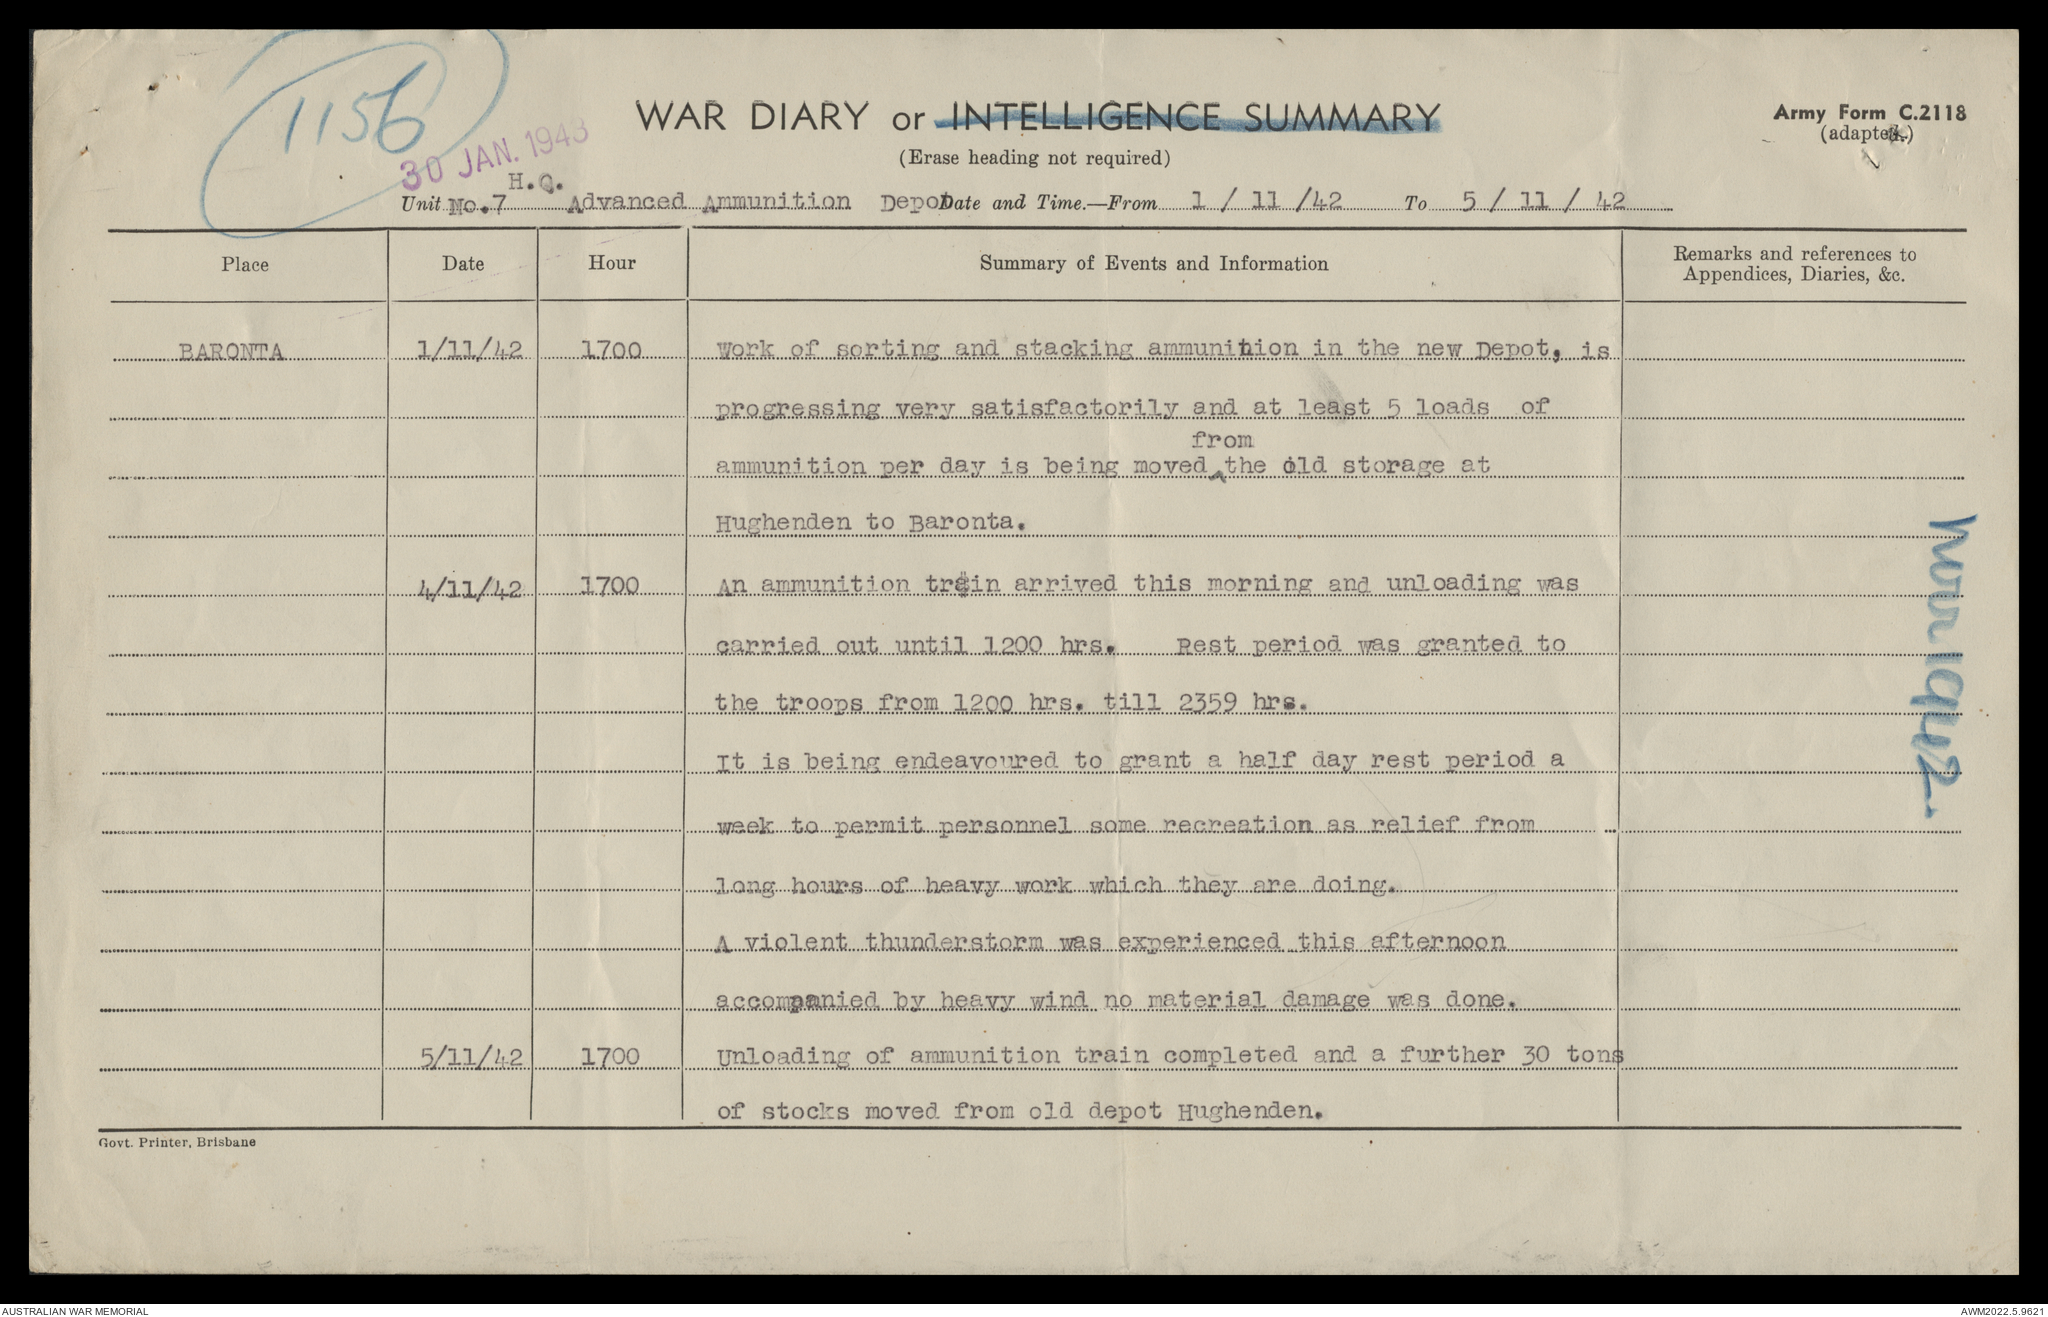 1156
30 JAN. 1943
WAR DIARY or INTELLIGENCE SUMMARY
(Erase heading not required)
Army Form C.2118
(adapted.)
H.Q.
Unit No.7 Advanced Ammunition Depot Date and Time.—From 1 / 11 /42 To 5 / 11 / 42
Place Date Hour Summary of Events and Information Remarks and references to Appendices, Diaries, &c.
BARONTA 1/11/42 1700 Work of sorting and stacking ammunition in the new Depot, is
progressing very satisfactorily and at least 5 loads of
from
ammunition per day is being moved ^ the old storage at
Hughenden to Baronta.
4/11/42 1700 An ammunition train arrived this morning and unloading was
carried out until 1200 hrs. Rest period was granted to
the troops from 1200 hrs. till 2359 hrs.
It is being endeavoured to grant a half day rest period a
week to permit personnel some recreation as relief from
long hours of heavy work which they are doing.
A violent thunderstorm was experienced this afternoon
accompanied by heavy wind no material damage was done.
5/11/42 1700 Unloading of ammunition train completed and a further 30 tons
of stocks moved from old depot Hughenden.
1942
Govt. Printer, Brisbane
AUSTRALIAN WAR MEMORIAL
AWM2022.5.9621